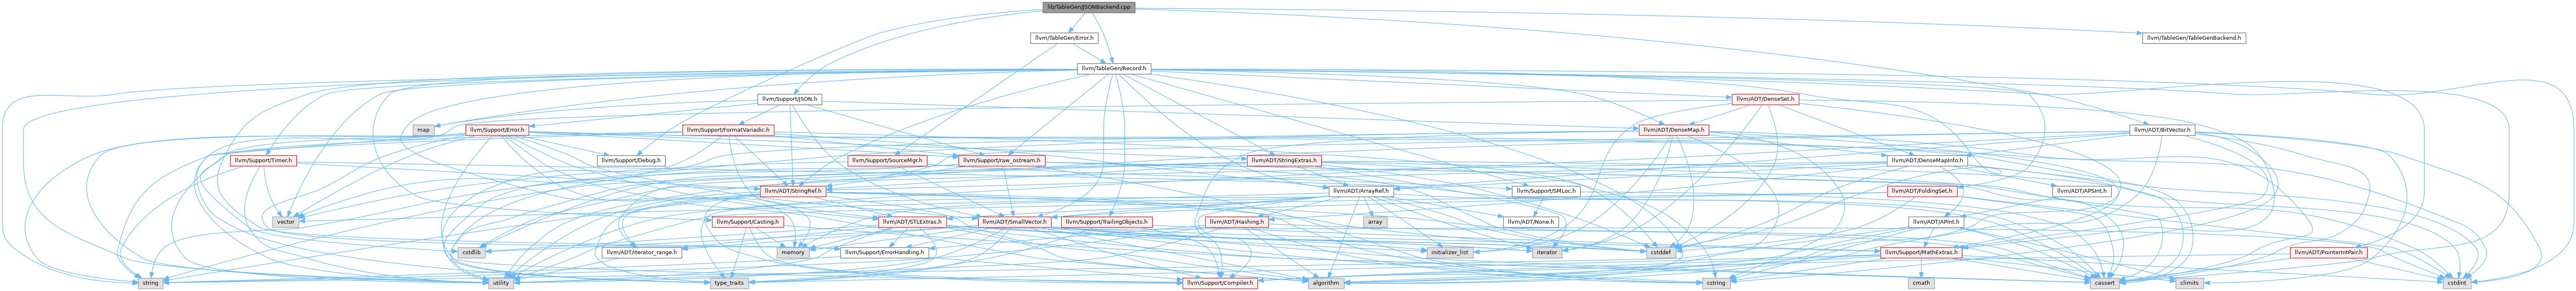 lib/TableGen/JSONBackend.cpp
llvm/TableGen/Error.h
llvm/TableGen/TableGenBackend.h
llvm/TableGen/Record.h
llvm/Support/JSON.h
llvm/ADT/DenseSet.h
map
llvm/Support/Error.h
llvm/Support/FormatVariadic.h
llvm/ADT/DenseMap.h
llvm/ADT/BitVector.h
llvm/Support/Timer.h
llvm/Support/Debug.h
llvm/Support/SourceMgr.h
llvm/Support/raw_ostream.h
llvm/ADT/StringExtras.h
llvm/ADT/DenseMapInfo.h
llvm/ADT/StringRef.h
llvm/ADT/ArrayRef.h
llvm/Support/SMLoc.h
llvm/ADT/FoldingSet.h
llvm/ADT/APSInt.h
vector
llvm/Support/Casting.h
llvm/ADT/STLExtras.h
llvm/ADT/SmallVector.h
llvm/Support/TrailingObjects.h
llvm/ADT/Hashing.h
array
llvm/ADT/None.h
llvm/ADT/APInt.h
cstdlib
llvm/ADT/iterator_range.h
memory
llvm/Support/ErrorHandling.h
initializer_list
iterator
cstddef
llvm/Support/MathExtras.h
llvm/ADT/PointerIntPair.h
string
utility
type_traits
llvm/Support/Compiler.h
algorithm
cstring
cmath
cassert
climits
cstdint